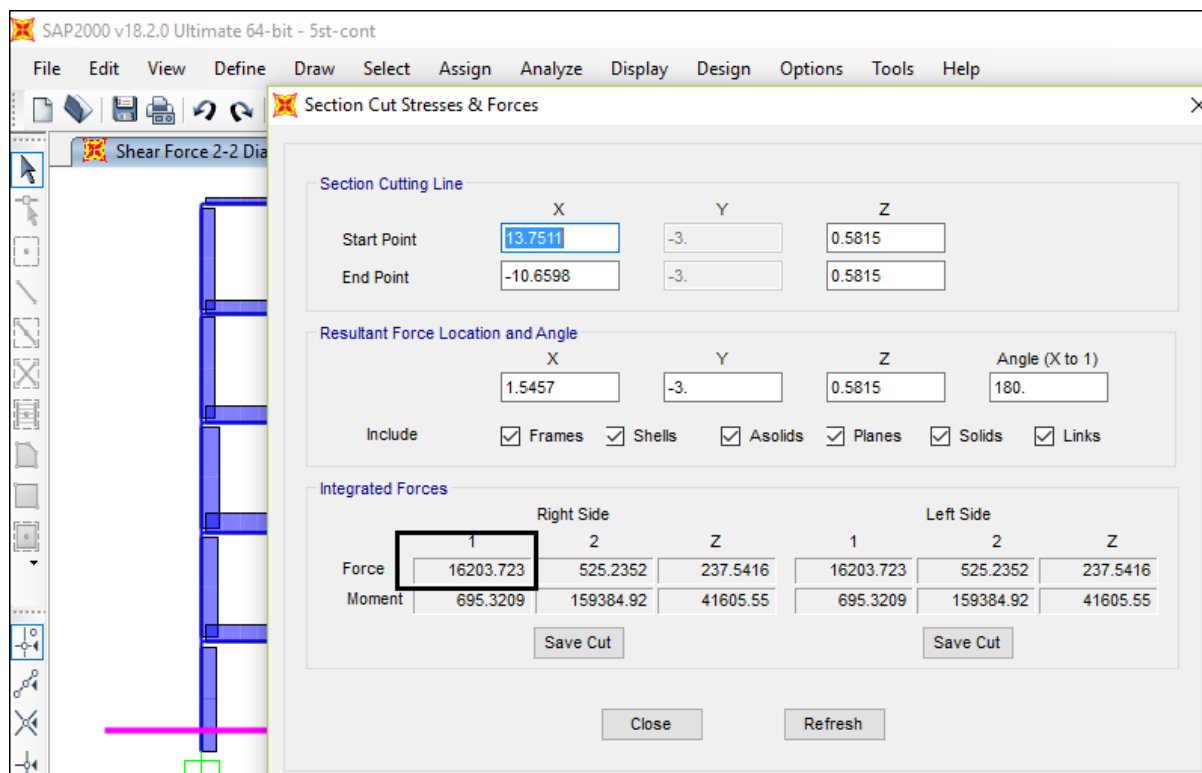 SAP2000 v18.2.0 Ultimate 64-bit - 5st-cont
File Edit View Define Draw Select Assign Analyze Display Design Options Tools Help
Section Cut Stresses & Forces
Shear Force 2-2 Dia
Section Cutting Line
X Y Z
Start Point 13.7511 -3. 0.5815
End Point -10.6598 -3. 0.5815
Resultant Force Location and Angle
X Y Z Angle (X to 1)
1.5457 -3. 0.5815 180.
Include Frames Shells Asolids Planes Solids Links
Integrated Forces
Right Side Left Side
1 2 Z 1 2 Z
Force 16203.723 525.2352 237.5416 16203.723 525.2352 237.5416
Moment 695.3209 159384.92 41605.55 695.3209 159384.92 41605.55
Save Cut Save Cut
Close Refresh